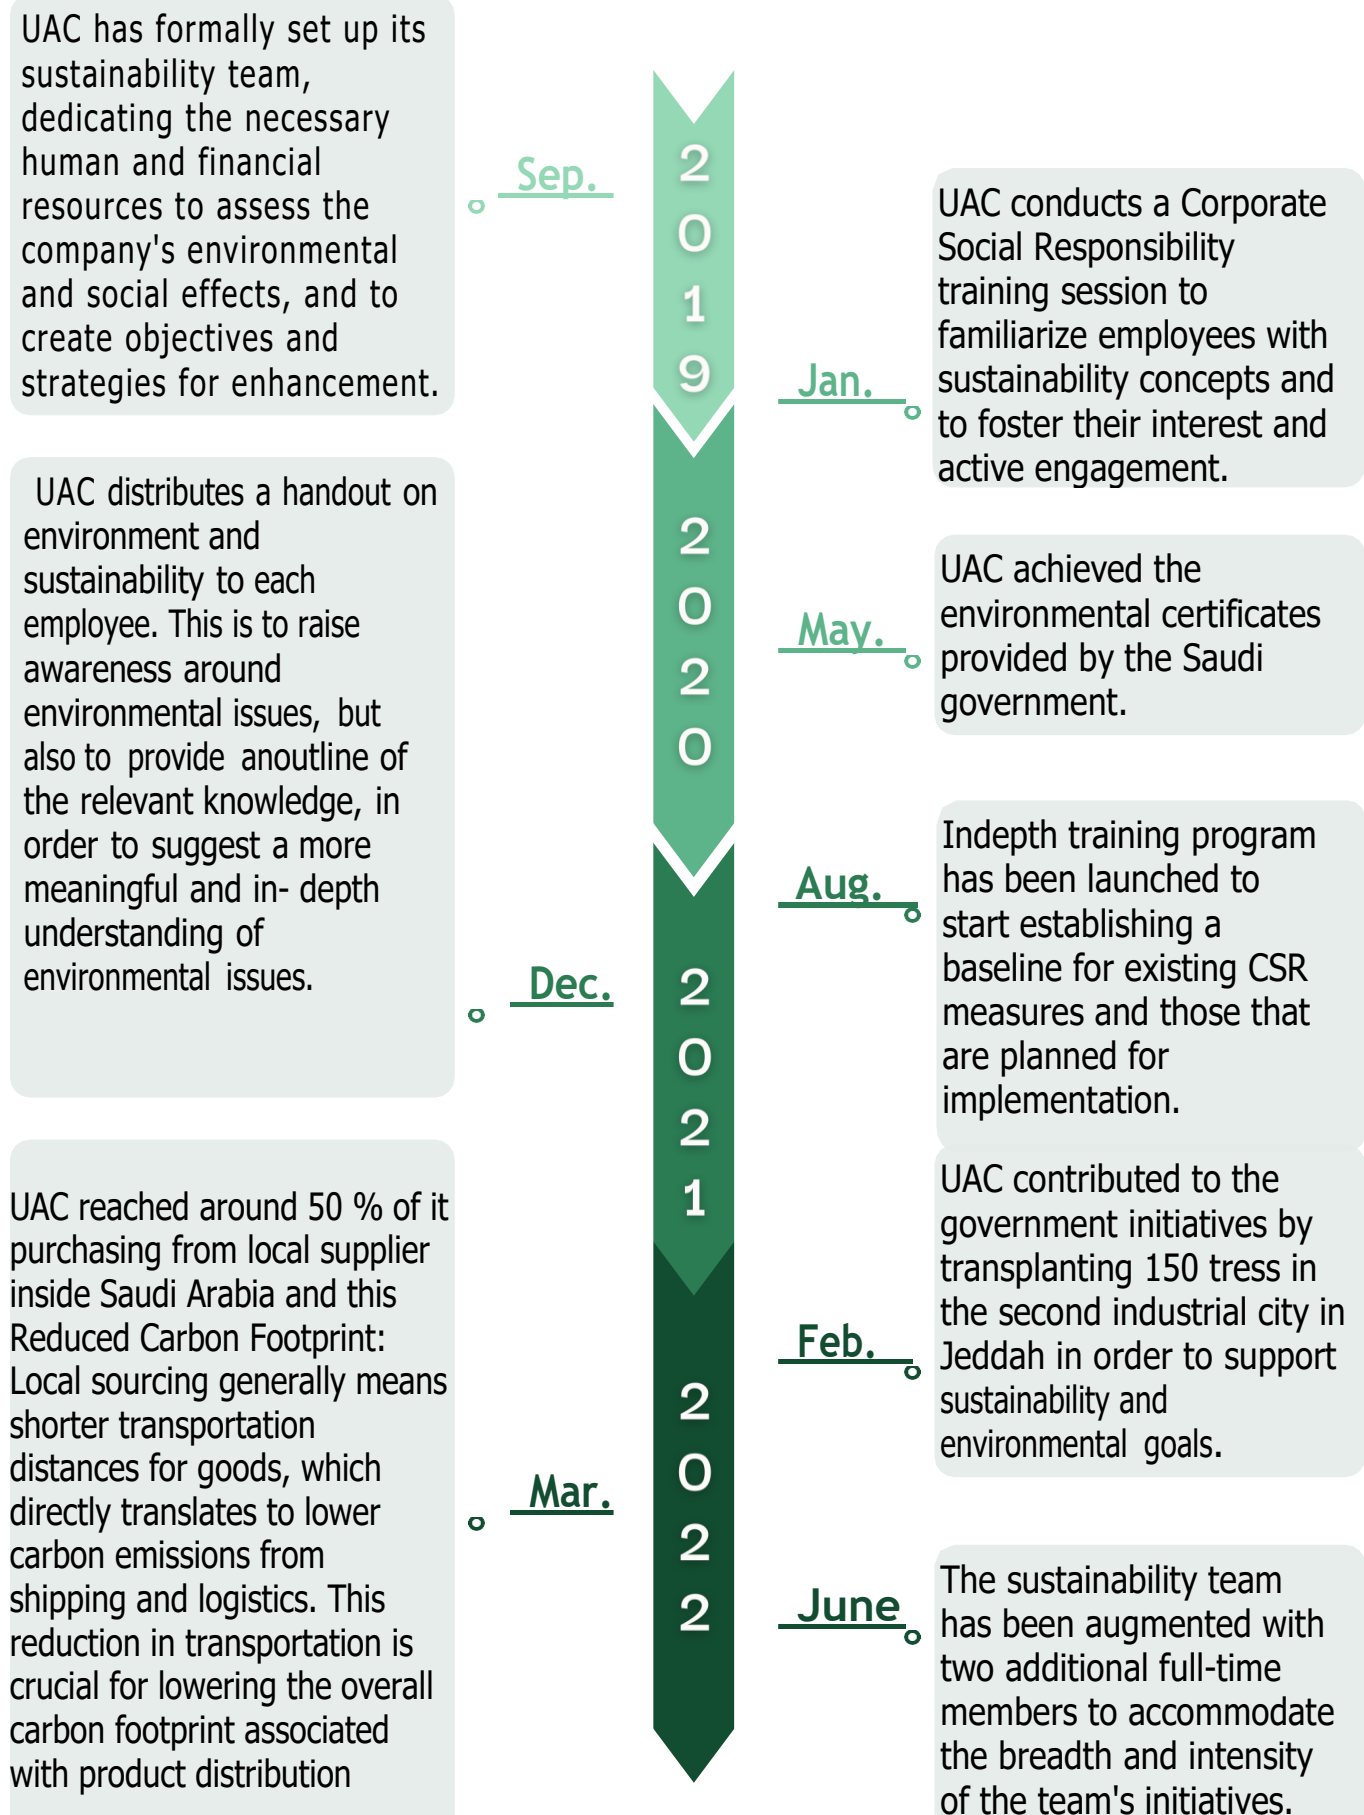 UAC has formally set up its
sustainability team,
dedicating the necessary
human and financial
resources to assess the
company's environmental
and social effects, and to
create objectives and
strategies for enhancement.
Sep.
2
0
1
9
Jan.
UAC conducts a Corporate
Social Responsibility
training session to
familiarize employees with
sustainability concepts and
to foster their interest and
active engagement.
2
0
2
0
May.
UAC achieved the
environmental certificates
provided by the Saudi
government.
UAC distributes a handout on
environment and
sustainability to each
employee. This is to raise
awareness around
environmental issues, but
also to provide anoutline of
the relevant knowledge, in
order to suggest a more
meaningful and in- depth
understanding of
environmental issues.
Dec.
2
0
2
1
Aug.
Indepth training program
has been launched to
start establishing a
baseline for existing CSR
measures and those that
are planned for
implementation.
Feb.
UAC contributed to the
government initiatives by
transplanting 150 tress in
the second industrial city in
Jeddah in order to support
sustainability and
environmental goals.
UAC reached around 50 % of it
purchasing from local supplier
inside Saudi Arabia and this
Reduced Carbon Footprint:
Local sourcing generally means
shorter transportation
distances for goods, which
directly translates to lower
carbon emissions from
shipping and logistics. This
reduction in transportation is
crucial for lowering the overall
carbon footprint associated
with product distribution
Mar.
2
0
2
2
June
The sustainability team
has been augmented with
two additional full-time
members to accommodate
the breadth and intensity
of the team's initiatives.